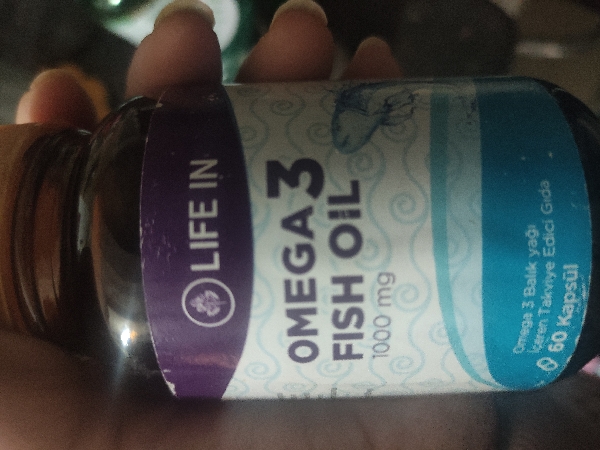 LIFE IN
OMEGA 3
FISH OIL
1000 mg
Omega 3 Balık yağı
İçeren Takviye Edici Gıda
60 Kapsül